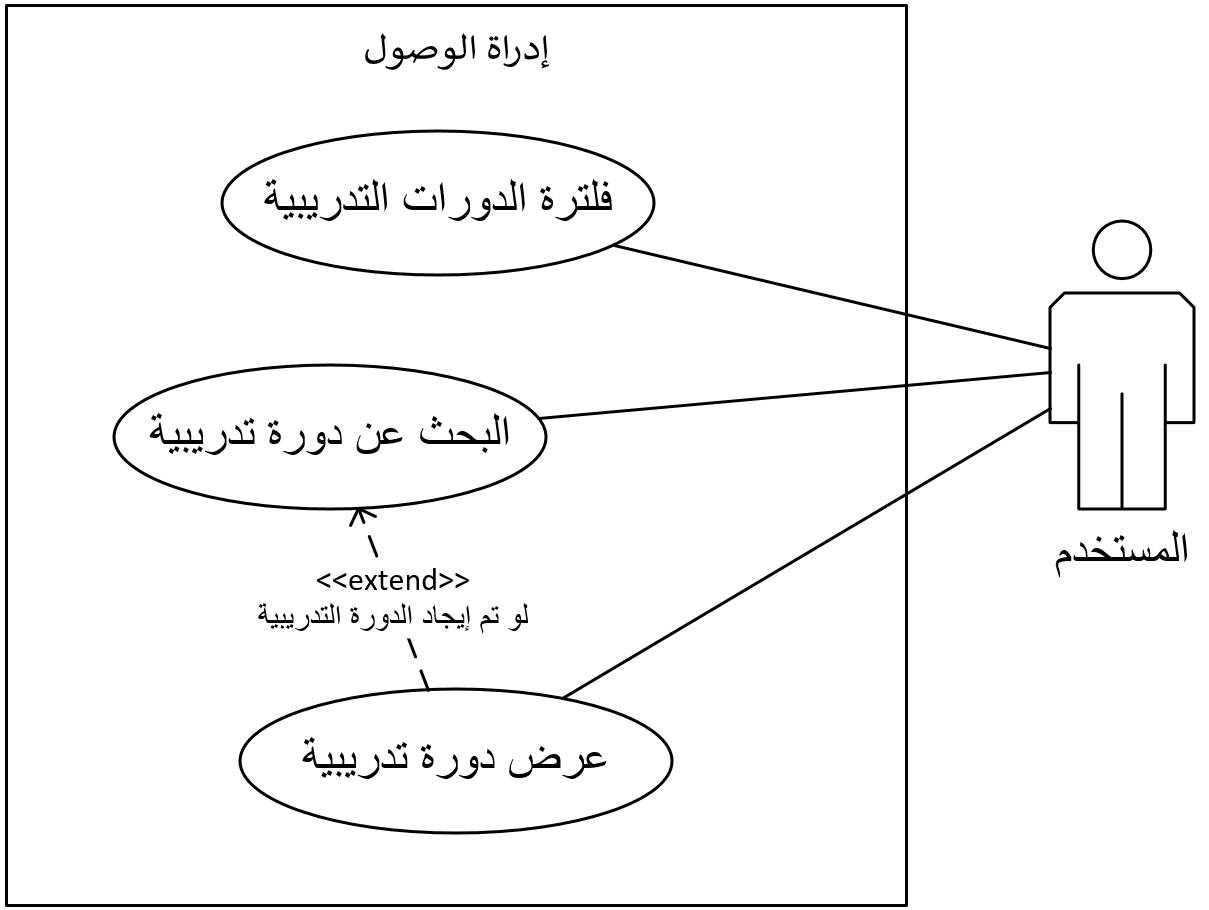 إدراة الوصول
فلترة الدورات التدريبية
البحث عن دورة تدريبية
المستخدم
<<extend>>
لو تم إيجاد الدورة التدريبية
عرض دورة تدريبية